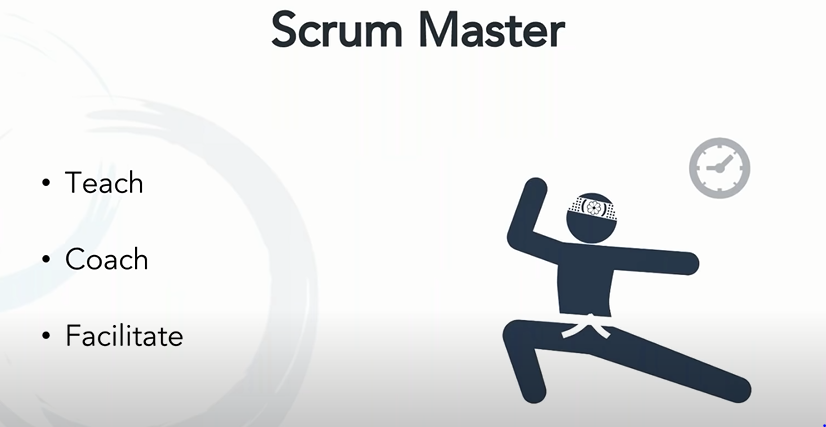 Scrum Master
• Teach
• Coach
• Facilitate